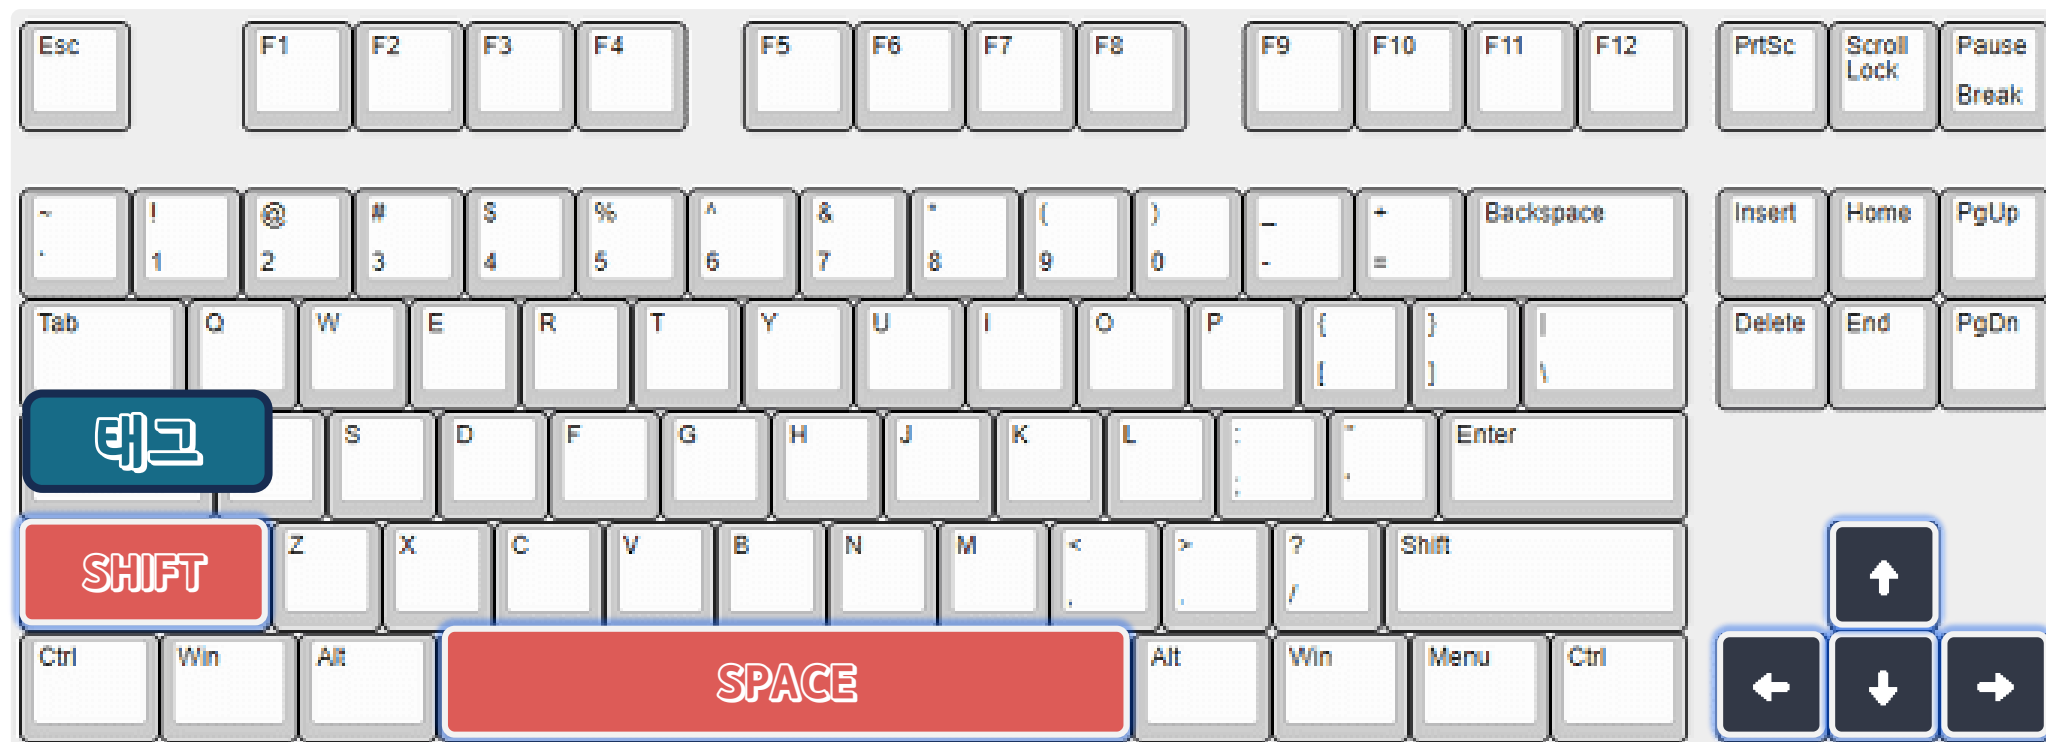 Esc F1 F2 F3 F4 F5 F6 F7 F8 F9 F10 F11 F12 PrtSc Scroll Lock Pause Break
~ ! @ # $ % ^ & * ( ) _ + Backspace Insert Home PgUp
` 1 2 3 4 5 6 7 8 9 0 - =
Tab Q W E R T Y U I O P { } | Delete End PgDn
[ ] \
태그 S D F G H J K L : " Enter
; '
SHIFT Z X C V B N M < > ? Shift ↑
, . /
Ctrl Win Alt SPACE Alt Win Menu Ctrl ← ↓ →